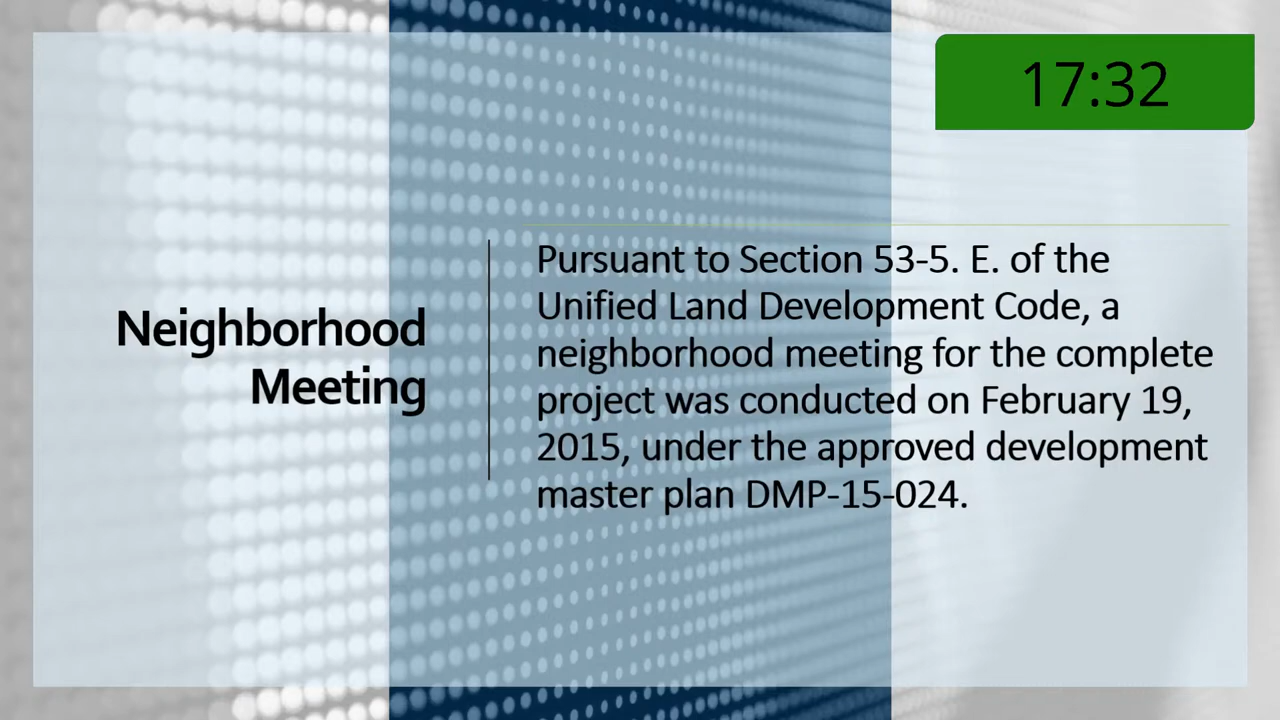 17:32
Neighborhood
Meeting
Pursuant to Section 53-5. E. of the
Unified Land Development Code, a
neighborhood meeting for the complete
project was conducted on February 19,
2015, under the approved development
master plan DMP-15-024.